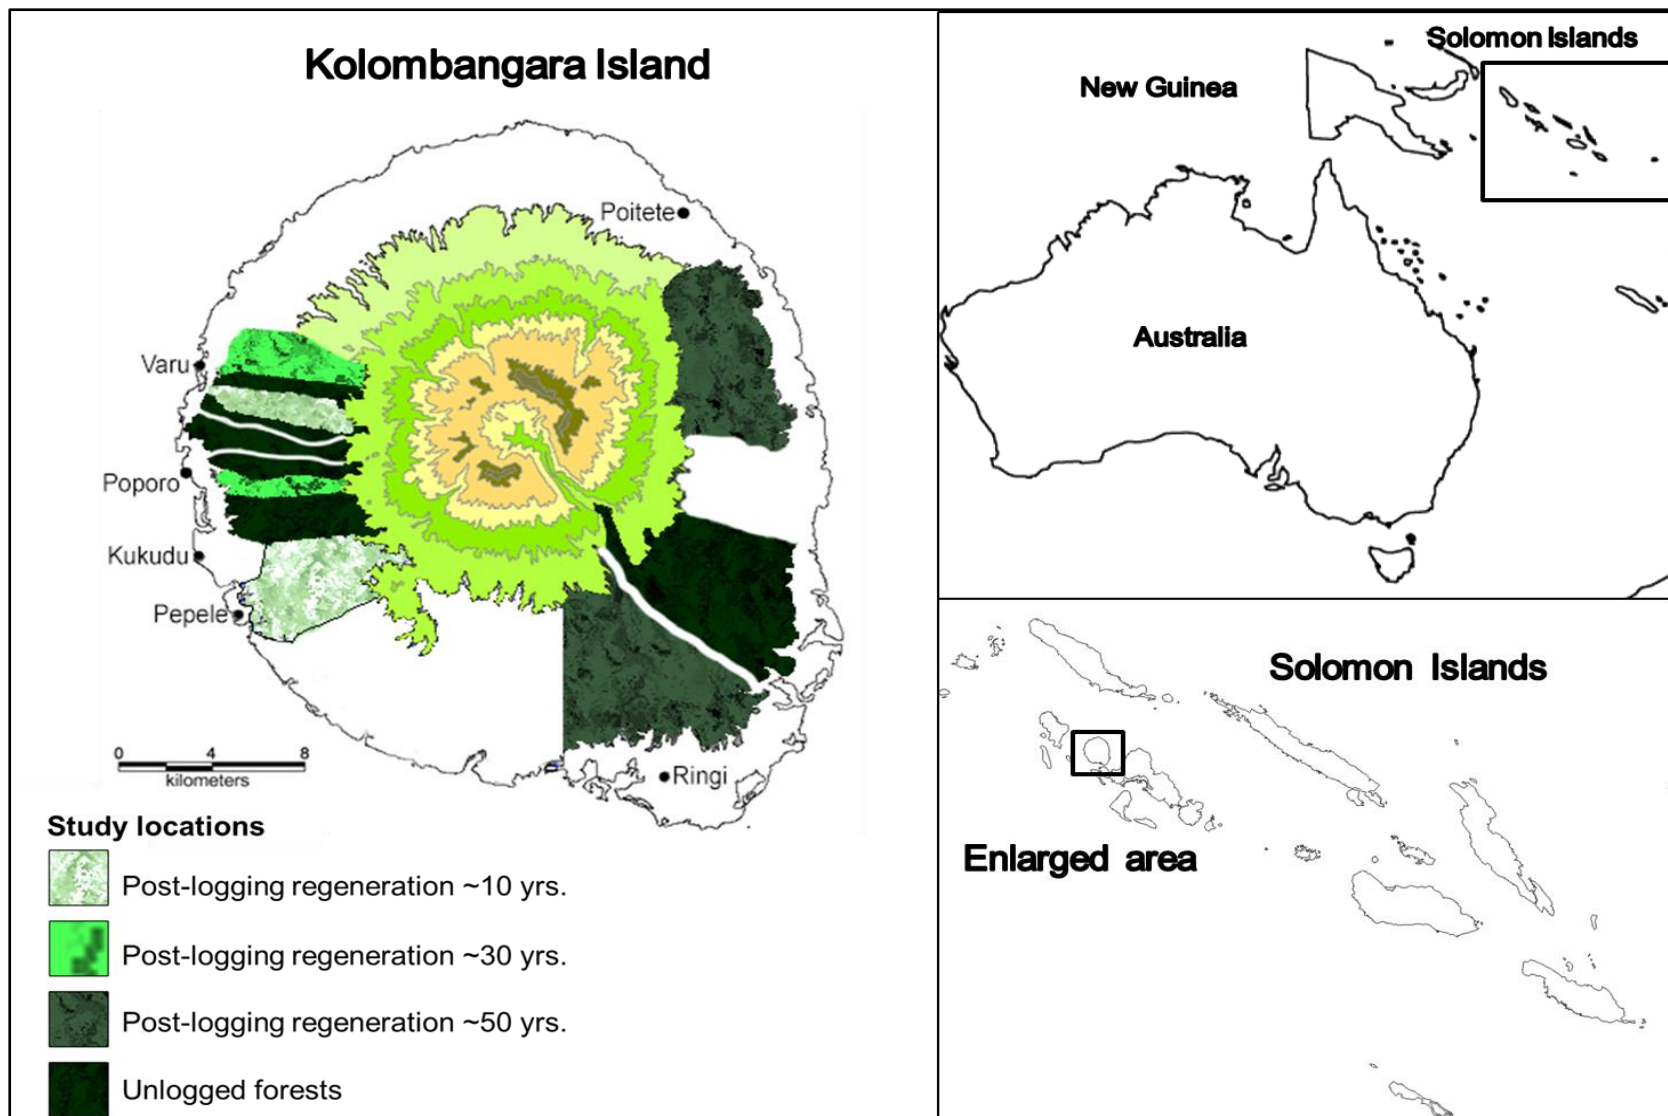 Kolombangara Island
Poitete
Varu
Poporo
Kukudu
Pepele
Ringi
0 4 8
kilometers
Study locations
Post-logging regeneration ~10 yrs.
Post-logging regeneration ~30 yrs.
Post-logging regeneration ~50 yrs.
Unlogged forests
Solomon Islands
New Guinea
Australia
Solomon Islands
Enlarged area